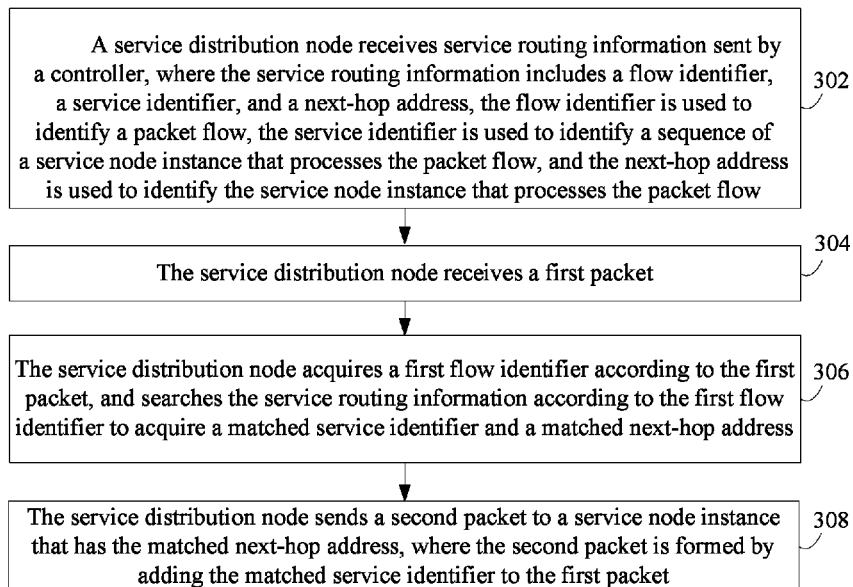 A service distribution node receives service routing information sent by
a controller, where the service routing information includes a flow identifier,
a service identifier, and a next-hop address, the flow identifier is used to
identify a packet flow, the service identifier is used to identify a sequence of
a service node instance that processes the packet flow, and the next-hop address
is used to identify the service node instance that processes the packet flow
302
The service distribution node receives a first packet
304
The service distribution node acquires a first flow identifier according to the first
packet, and searches the service routing information according to the first flow
identifier to acquire a matched service identifier and a matched next-hop address
306
The service distribution node sends a second packet to a service node instance
that has the matched next-hop address, where the second packet is formed by
adding the matched service identifier to the first packet
308